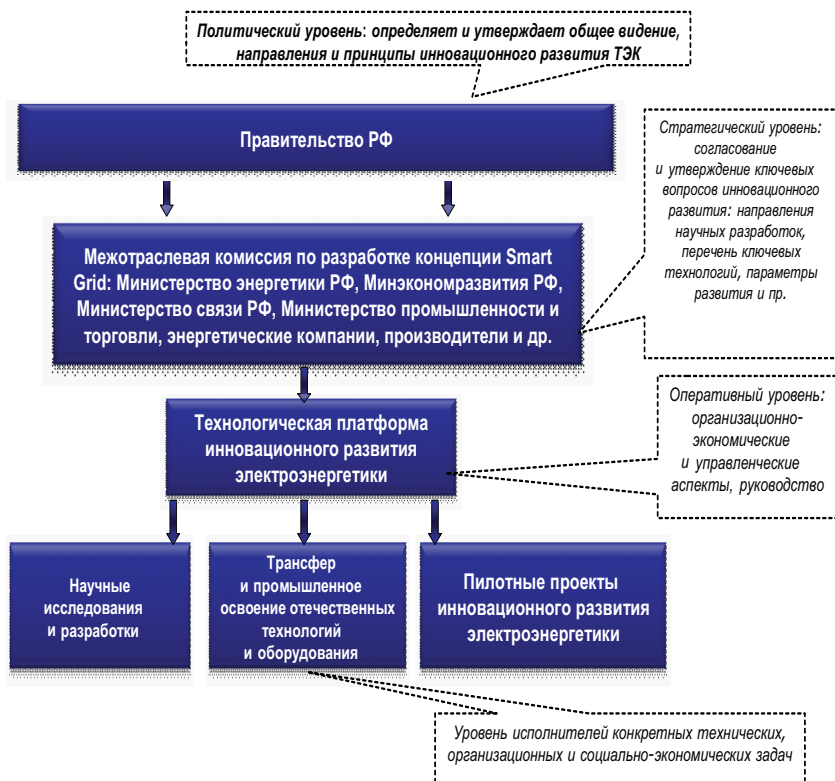 Политический уровень: определяет и утверждает общее видение,
направления и принципы инновационного развития ТЭК
Правительство РФ
Стратегический уровень:
согласование
и утверждение ключевых
вопросов инновационного
развития: направления
научных разработок,
перечень ключевых
технологий, параметры
развития и пр.
Межотраслевая комиссия по разработке концепции Smart
Grid: Министерство энергетики РФ, Минэкономразвития РФ,
Министерство связи РФ, Министерство промышленности и
торговли, энергетические компании, производители и др.
Оперативный уровень:
организационно-
экономические
и управленческие
аспекты, руководство
Технологическая платформа
инновационного развития
электроэнергетики
Научные
исследования
и разработки
Трансфер
и промышленное
освоение отечественных
технологий
и оборудования
Пилотные проекты
инновационного развития
электроэнергетики
Уровень исполнителей конкретных технических,
организационных и социально-экономических задач